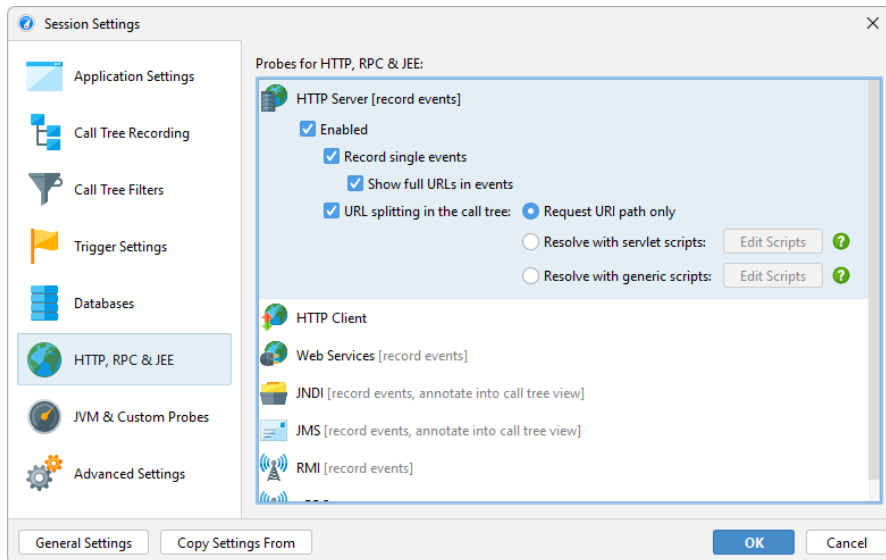 Session Settings
Application Settings
Call Tree Recording
Call Tree Filters
Trigger Settings
Databases
HTTP, RPC & JEE
JVM & Custom Probes
Advanced Settings
Probes for HTTP, RPC & JEE:
HTTP Server [record events]
Enabled
Record single events
Show full URLs in events
URL splitting in the call tree: Request URI path only
Resolve with servlet scripts: Edit Scripts ?
Resolve with generic scripts: Edit Scripts ?
HTTP Client
Web Services [record events]
JNDI [record events, annotate into call tree view]
JMS [record events, annotate into call tree view]
RMI [record events]
General Settings Copy Settings From OK Cancel